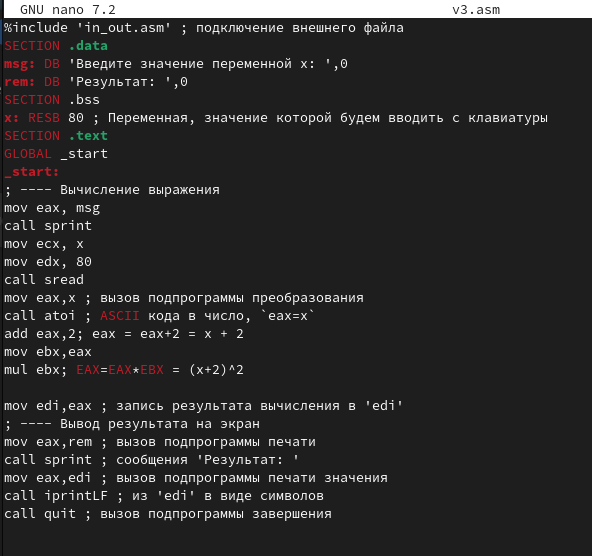 GNU nano 7.2 v3.asm
%include 'in_out.asm' ; подключение внешнего файла
SECTION .data
msg: DB 'Введите значение переменной x: ',0
rem: DB 'Результат: ',0
SECTION .bss
x: RESB 80 ; Переменная, значение которой будем вводить с клавиатуры
SECTION .text
GLOBAL _start
_start:
; ---- Вычисление выражения
mov eax, msg
call sprint
mov ecx, x
mov edx, 80
call sread
mov eax,x ; вызов подпрограммы преобразования
call atoi ; ASCII кода в число, `eax=x`
add eax,2; eax = eax+2 = x + 2
mov ebx,eax
mul ebx; EAX=EAX*EBX = (x+2)^2
mov edi,eax ; запись результата вычисления в 'edi'
; ---- Вывод результата на экран
mov eax,rem ; вызов подпрограммы печати
call sprint ; сообщения 'Результат: '
mov eax,edi ; вызов подпрограммы печати значения
call iprintLF ; из 'edi' в виде символов
call quit ; вызов подпрограммы завершения